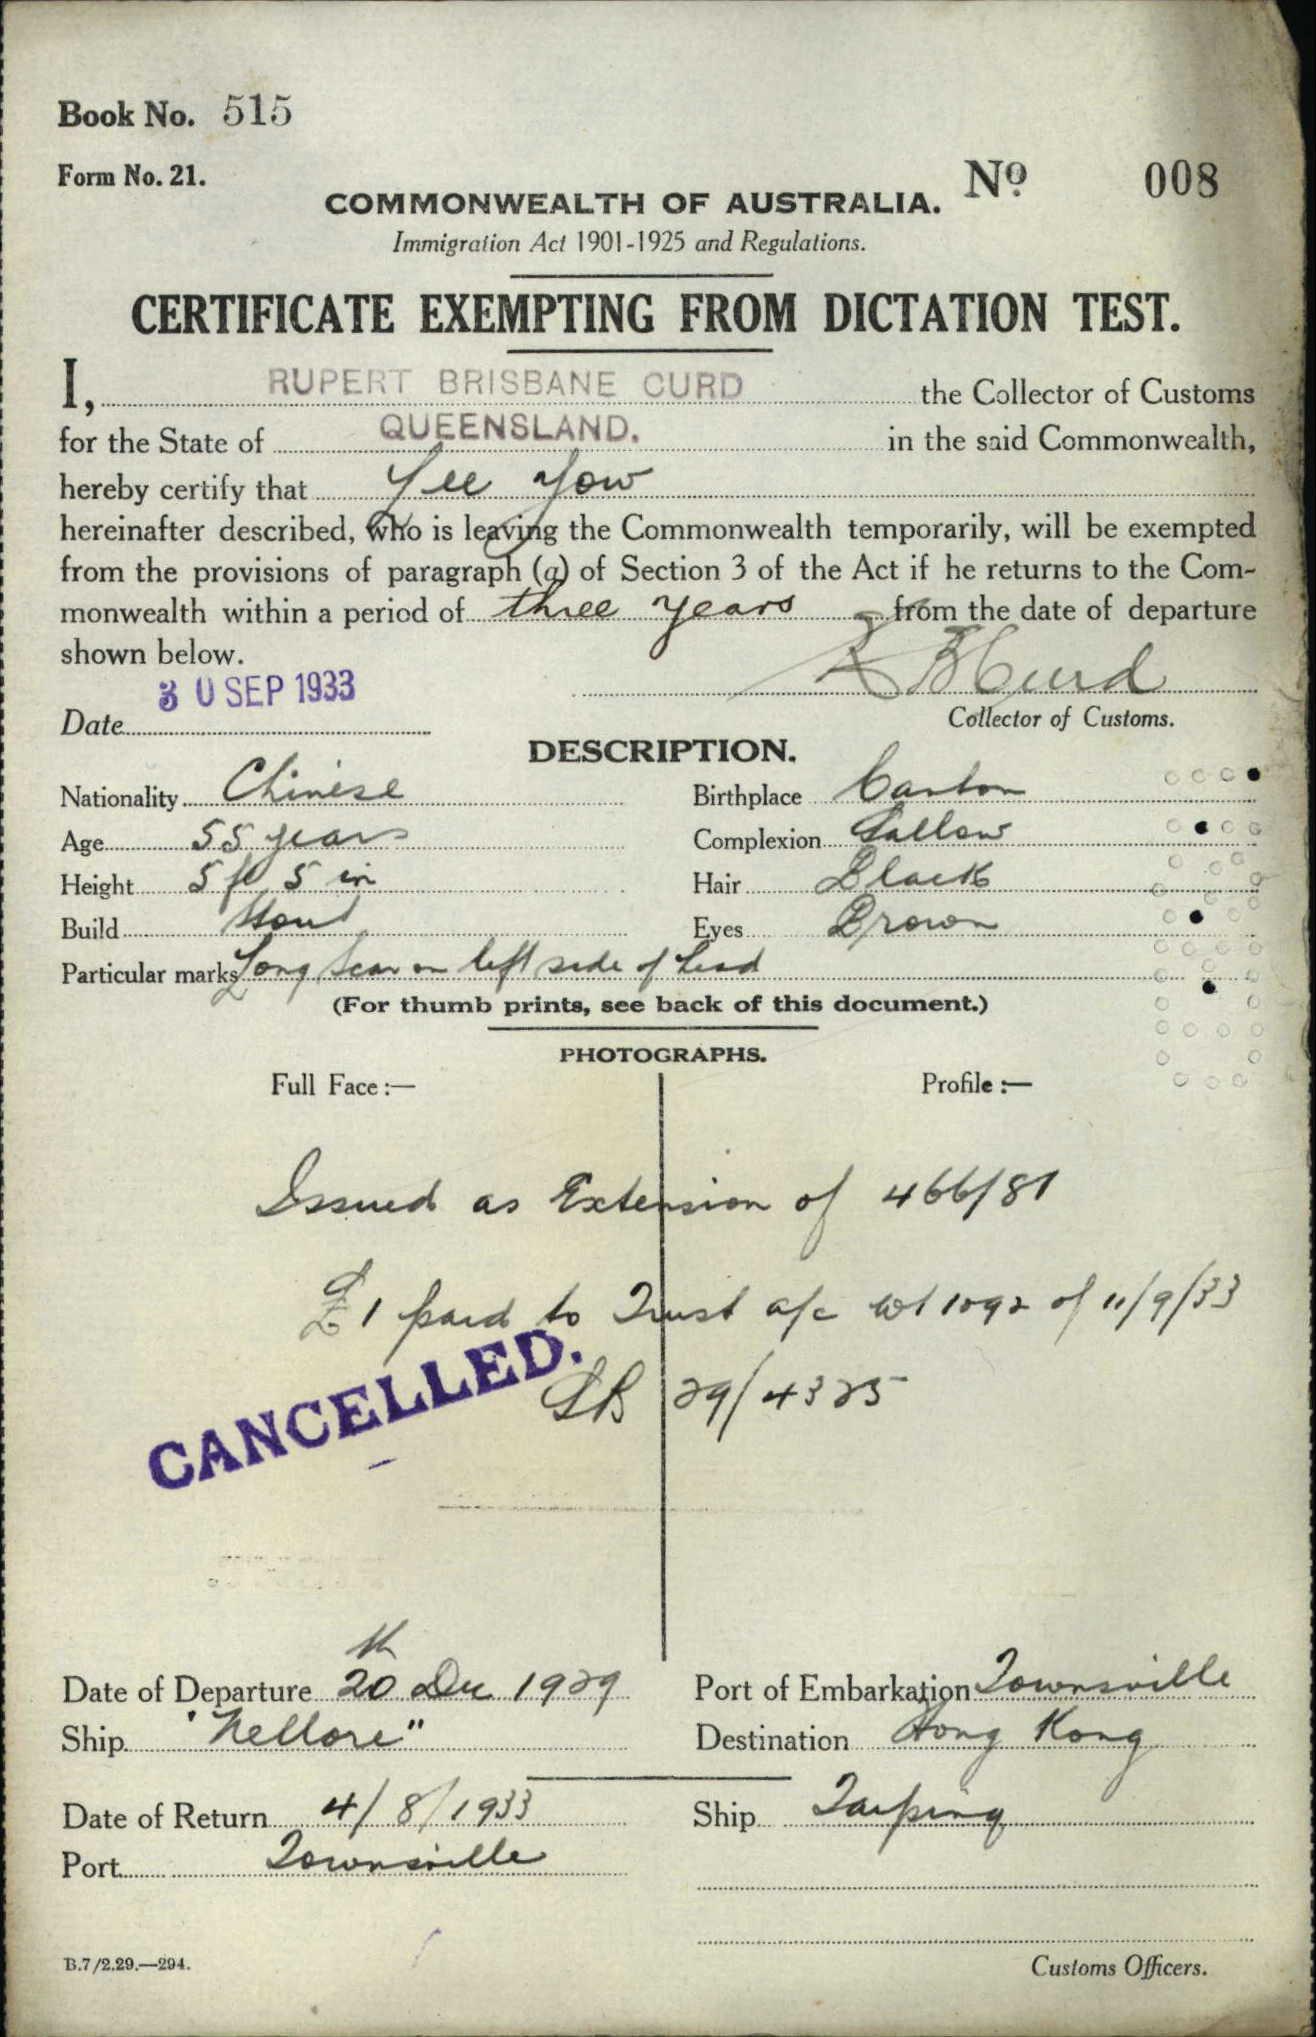 Book No. 515
Form No. 21.
No 008
COMMONWEALTH OF AUSTRALIA.
Immigration Act 1901-1925 and Regulations.
CERTIFICATE EXEMPTING FROM DICTATION TEST.
I, RUPERT BRISBANE CURD the Collector of Customs
for the State of QUEENSLAND. in the said Commonwealth,
hereby certify that Yee Yow
hereinafter described, who is leaving the Commonwealth temporarily, will be exempted
from the provisions of paragraph (a) of Section 3 of the Act if he returns to the Com-
monwealth within a period of three years from the date of departure
shown below.
R B Curd
Date 30 SEP 1933
Collector of Customs.
DESCRIPTION.
Nationality Chinese Birthplace Canton
Age 55 years Complexion Sallow
Height 5 ft 5 in Hair Black
Build Stout Eyes Brown
Particular marks Long scar on left side of head
(For thumb prints, see back of this document.)
PHOTOGRAPHS.
Full Face:— Profile:—
Issued as Extension of 466/81
£1 paid to Trust a/c 1092 of 11/9/33
CANCELLED.
29/4325
Date of Departure 20th Dec 1929 Port of Embarkation Townsville
Ship "Nellore" Destination Hong Kong
Date of Return 4/8/1933 Ship Taiping
Port Townsville
B.7/2.29.—294.
Customs Officers.